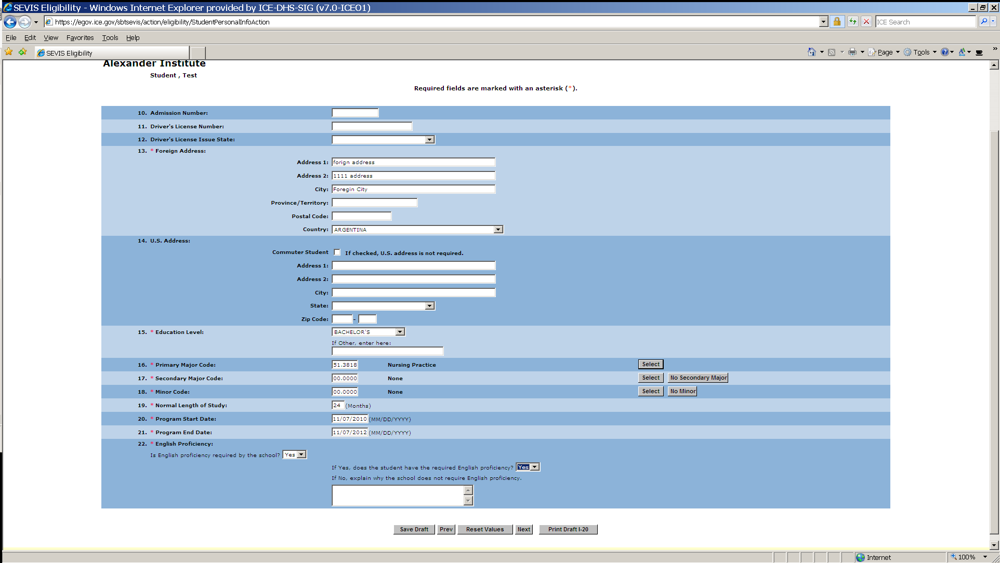 SEVIS Eligibility - Windows Internet Explorer provided by ICE-DHS-SIG (v7.0-ICEO1)
https://egov.ice.gov/sbtsevis/action/eligibility/StudentPersonalInfoAction
ICE Search
File Edit View Favorites Tools Help
SEVIS Eligibility
Page Tools
Alexander Institute
Student , Test
Required fields are marked with an asterisk (*).
10. Admission Number:
11. Driver's License Number:
12. Driver's License Issue State:
13. * Foreign Address:
Address 1: forign address
Address 2: 1111 address
City: Foregin City
Province/Territory:
Postal Code:
Country: ARGENTINA
14. U.S. Address:
Commuter Student If checked, U.S. address is not required.
Address 1:
Address 2:
City:
State:
Zip Code: -
15. * Education Level: BACHELOR'S
If Other, enter here:
16. * Primary Major Code: 51.3818 Nursing Practice Select
17. * Secondary Major Code: 00.0000 None Select No Secondary Major
18. * Minor Code: 00.0000 None Select No Minor
19. * Normal Length of Study: 24 (Months)
20. * Program Start Date: 11/07/2010 (MM/DD/YYYY)
21. * Program End Date: 11/07/2012 (MM/DD/YYYY)
22. * English Proficiency:
Is English proficiency required by the school? Yes
If Yes, does the student have the required English proficiency? Yes
If No, explain why the school does not require English proficiency.
Save Draft Prev Reset Values Next Print Draft I-20
Internet 100%